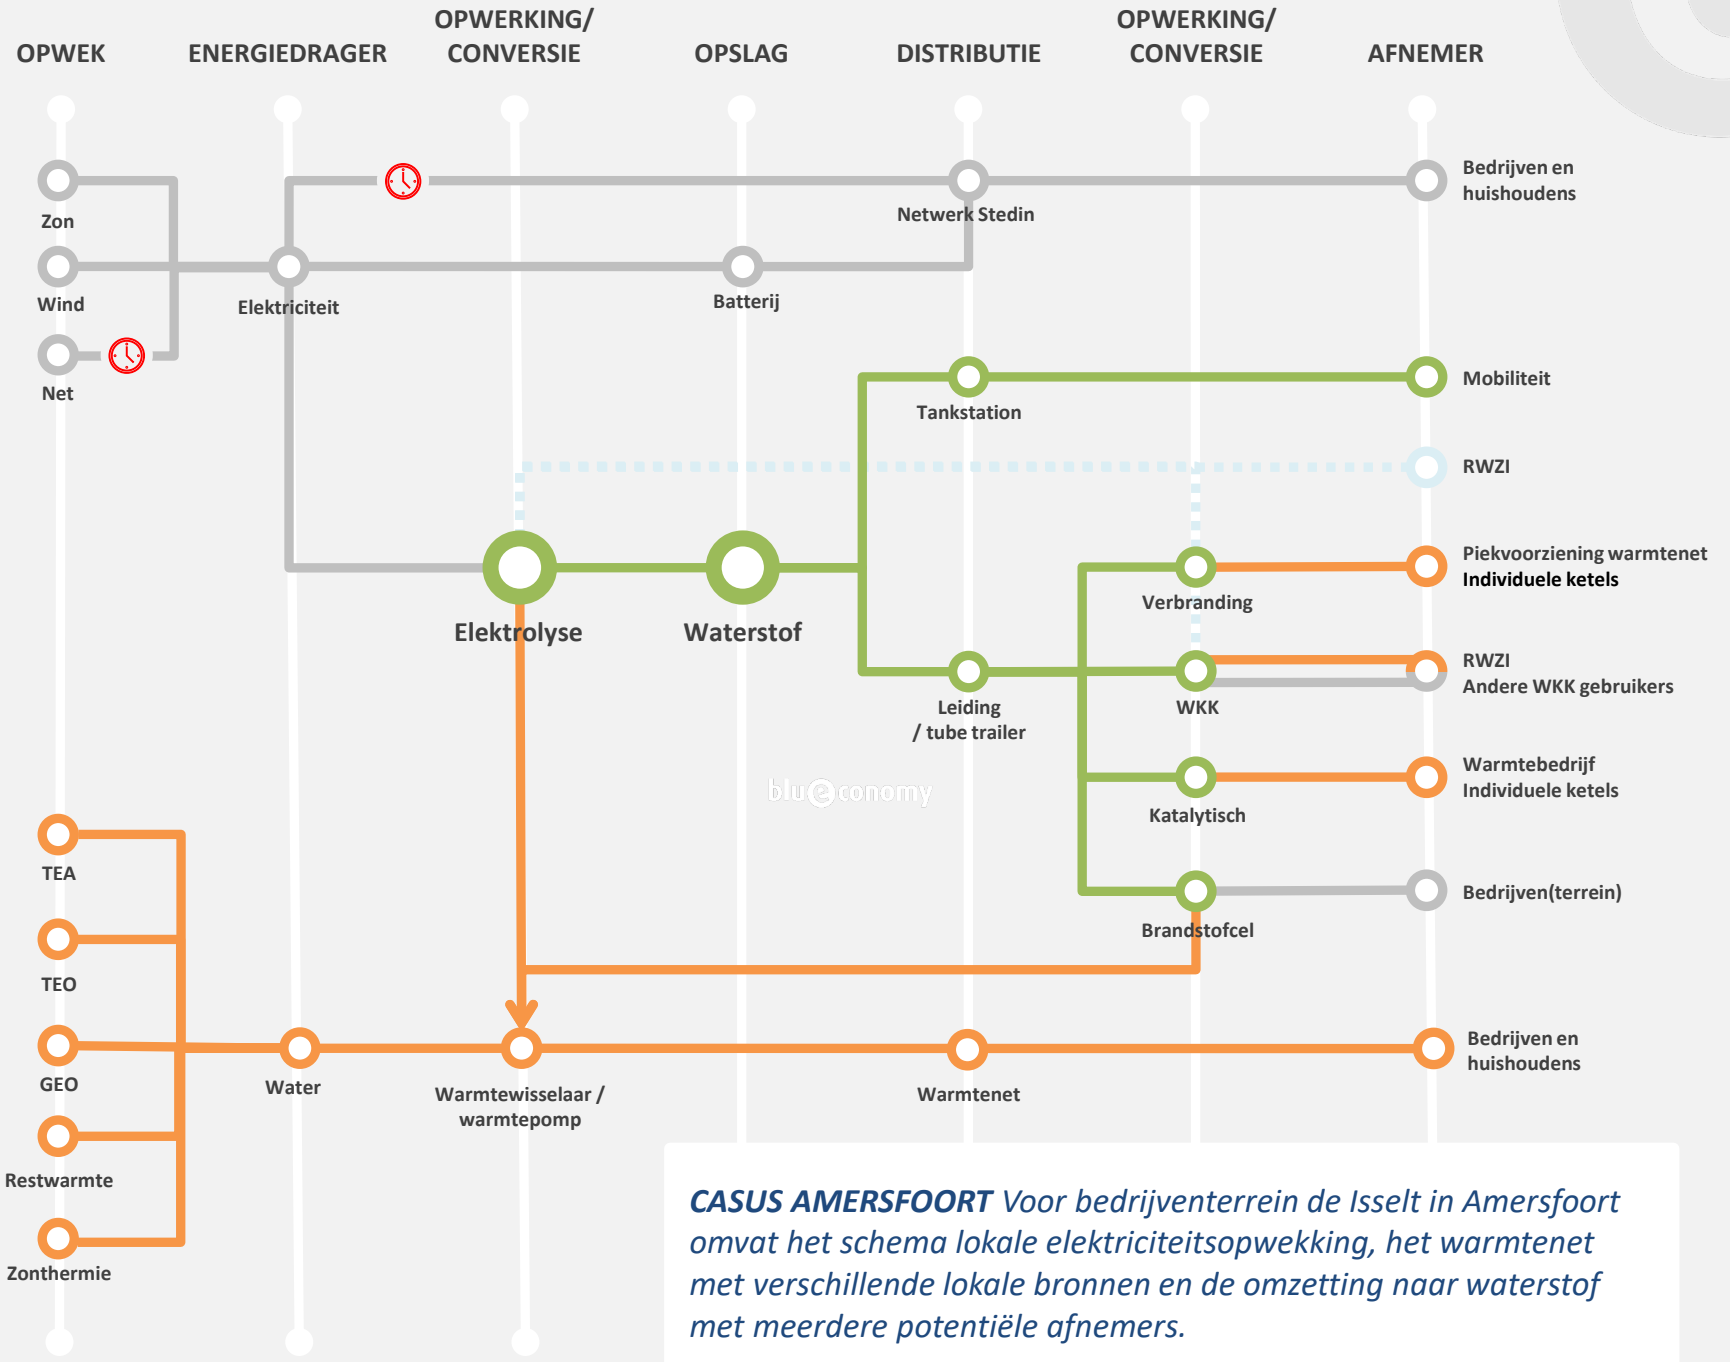 OPWEK
ENERGIEDRAGER
OPWERKING/
CONVERSIE
OPSLAG
DISTRIBUTIE
OPWERKING/
CONVERSIE
AFNEMER
Zon
Wind
Net
Elektriciteit
Batterij
Netwerk Stedin
Bedrijven en
huishoudens
Tankstation
Mobiliteit
RWZI
Elektrolyse
Waterstof
Leiding
/ tube trailer
Verbranding
Piekvoorziening warmtenet
Individuele ketels
WKK
RWZI
Andere WKK gebruikers
Katalytisch
Warmtebedrijf
Individuele ketels
Brandstofcel
Bedrijven(terrein)
blueconomy
TEA
TEO
GEO
Restwarmte
Zonthermie
Water
Warmtewisselaar /
warmtepomp
Warmtenet
Bedrijven en
huishoudens
CASUS AMERSFOORT Voor bedrijventerrein de Isselt in Amersfoort
omvat het schema lokale elektriciteitsopwekking, het warmtenet
met verschillende lokale bronnen en de omzetting naar waterstof
met meerdere potentiële afnemers.